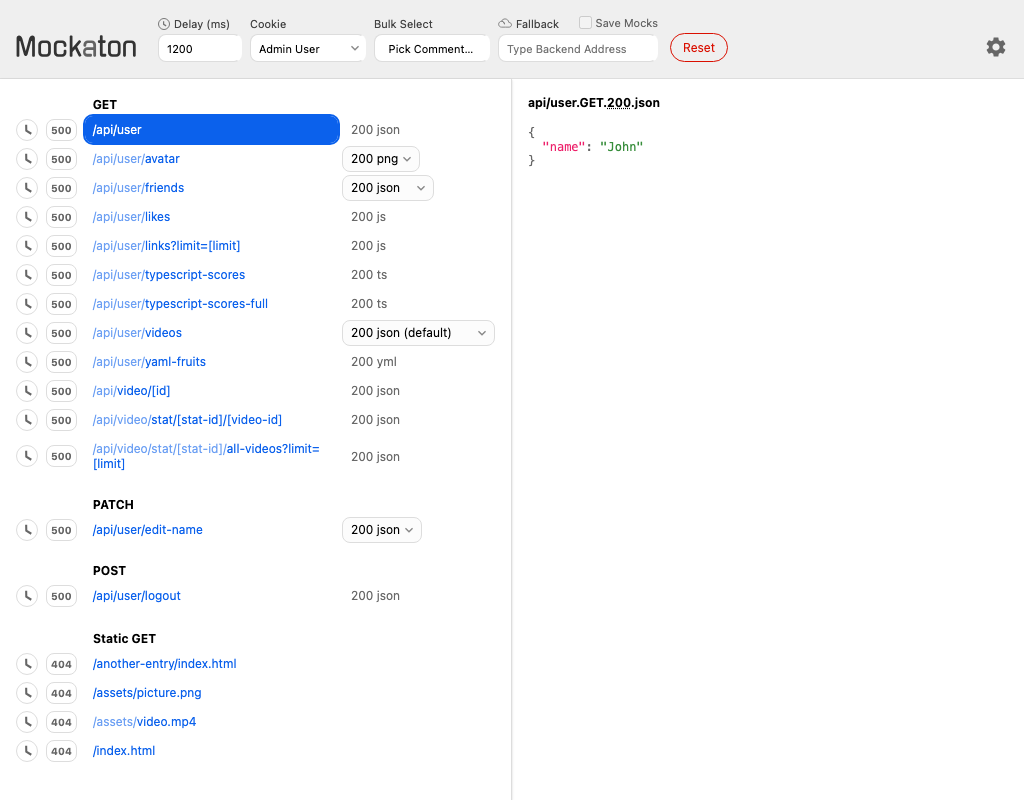 Mockaton
Delay (ms)
1200
Cookie
Admin User
Bulk Select
Pick Comment...
Fallback
Save Mocks
Type Backend Address
Reset
GET
500 /api/user 200 json
500 /api/user/avatar 200 png
500 /api/user/friends 200 json
500 /api/user/likes 200 js
500 /api/user/links?limit=[limit] 200 js
500 /api/user/typescript-scores 200 ts
500 /api/user/typescript-scores-full 200 ts
500 /api/user/videos 200 json (default)
500 /api/user/yaml-fruits 200 yml
500 /api/video/[id] 200 json
500 /api/video/stat/[stat-id]/[video-id] 200 json
500 /api/video/stat/[stat-id]/all-videos?limit=
[limit] 200 json
PATCH
500 /api/user/edit-name 200 json
POST
500 /api/user/logout 200 json
Static GET
404 /another-entry/index.html
404 /assets/picture.png
404 /assets/video.mp4
404 /index.html
api/user.GET.200.json
{
"name": "John"
}